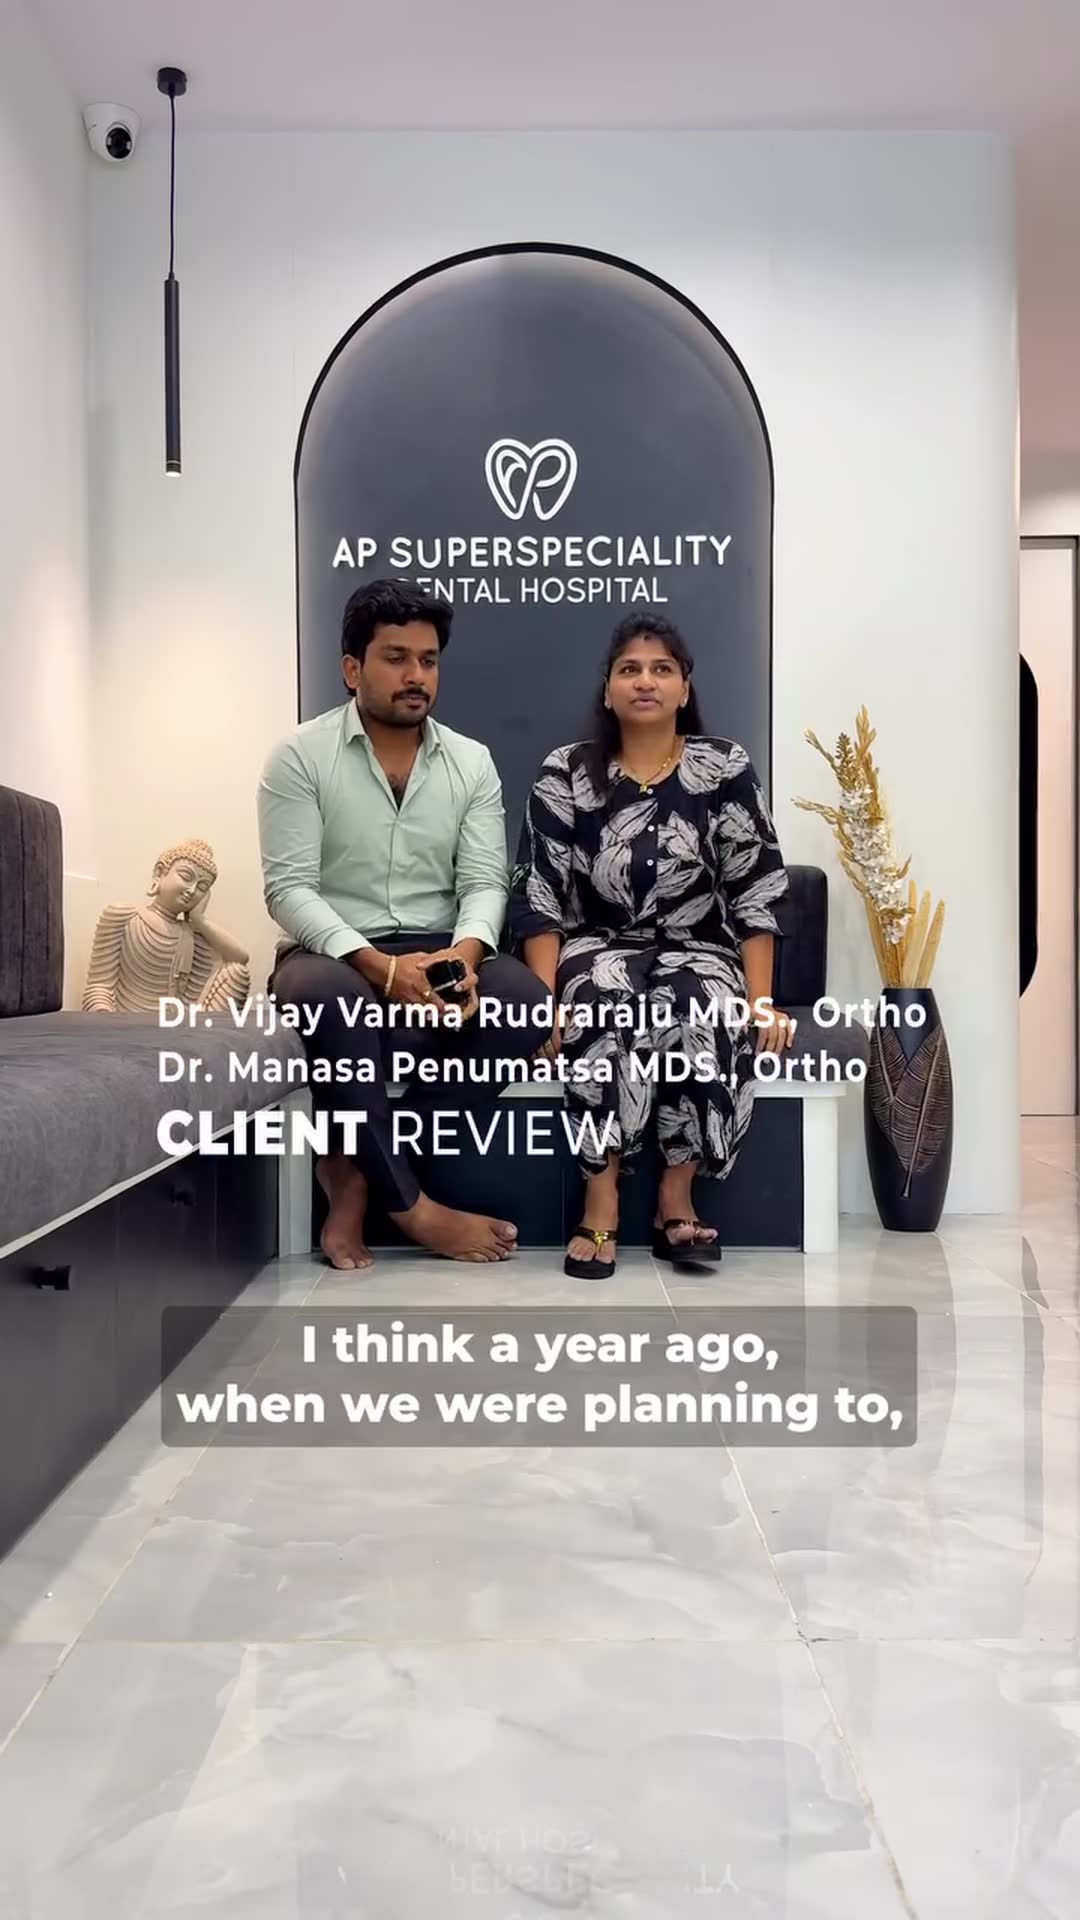 AP SUPERSPECIALITY
DENTAL HOSPITAL
Dr. Vijay Varma Rudraraju MDS., Ortho
Dr. Manasa Penumatsa MDS., Ortho
CLIENT REVIEW
I think a year ago,
when we were planning to,